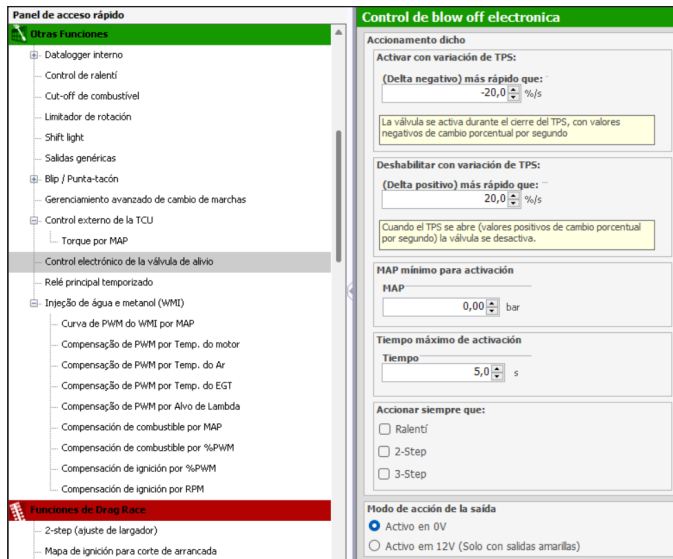 Panel de acceso rápido
Otras Funciones
Datalogger interno
Control de ralentí
Cut-off de combustível
Limitador de rotación
Shift light
Salidas genéricas
Blip / Punta-tacón
Gerenciamiento avanzado de cambio de marchas
Control externo de la TCU
Torque por MAP
Control electrónico de la válvula de alivio
Relé principal temporizado
Injeção de água e metanol (WMI)
Curva de PWM do WMI por MAP
Compensação de PWM por Temp. do motor
Compensação de PWM por Temp. do Ar
Compensação de PWM por Temp. do EGT
Compensação de PWM por Alvo de Lambda
Compensación de combustible por MAP
Compensación de combustible por %PWM
Compensación de ignición por %PWM
Compensación de ignición por RPM
Funciones de Drag Race
2-step (ajuste de largador)
Mapa de ignición para corte de arrancada
Control de blow off electronica
Accionamento dicho
Activar con variación de TPS:
(Delta negativo) más rápido que:
-20,0 %/s
La válvula se activa durante el cierre del TPS, con valores
negativos de cambio porcentual por segundo
Deshabilitar con variación de TPS:
(Delta positivo) más rápido que:
20,0 %/s
Cuando el TPS se abre (valores positivos de cambio porcentual
por segundo) la válvula se desactiva.
MAP mínimo para activación
MAP
0,00 bar
Tiempo máximo de activación
Tiempo
5,0 s
Accionar siempre que:
Ralentí
2-Step
3-Step
Modo de acción de la saída
Activo en 0V
Activo em 12V (Solo con salidas amarillas)